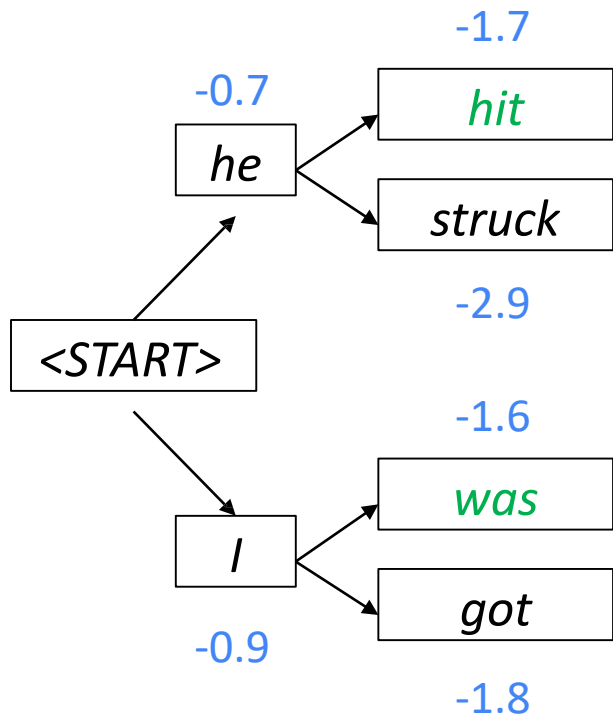 -1.7
-0.7
hit
he
struck
-2.9
<START>
-1.6
was
I
got
-0.9
-1.8